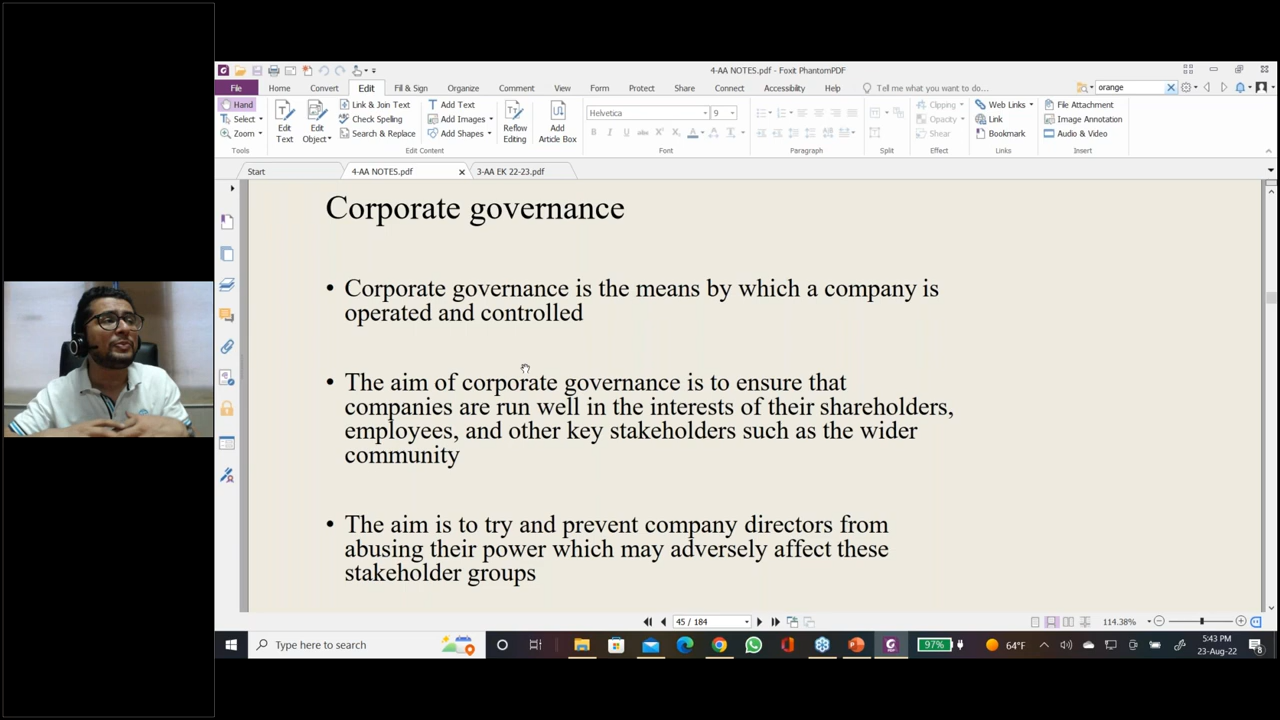 4-AA NOTES.pdf - Foxit PhantomPDF
File Home Convert Edit Fill & Sign Organize Comment View Form Protect Share Connect Accessibility Help Tell me what you want to do... orange
Hand
Select
Zoom
Tools
Edit Text
Edit Object
Link & Join Text
Check Spelling
Search & Replace
Add Text
Add Images
Add Shapes
Reflow Editing
Add Article Box
Edit Content
Helvetica 9
Font
Paragraph
Split
Clipping
Opacity
Shear
Effect
Web Links
Link
Bookmark
Links
File Attachment
Image Annotation
Audio & Video
Insert
Start 4-AA NOTES.pdf 3-AA EK 22-23.pdf
Corporate governance
• Corporate governance is the means by which a company is
operated and controlled
• The aim of corporate governance is to ensure that
companies are run well in the interests of their shareholders,
employees, and other key stakeholders such as the wider
community
• The aim is to try and prevent company directors from
abusing their power which may adversely affect these
stakeholder groups
45 / 184 114.38%
Type here to search
97% 64°F
5:43 PM
23-Aug-22